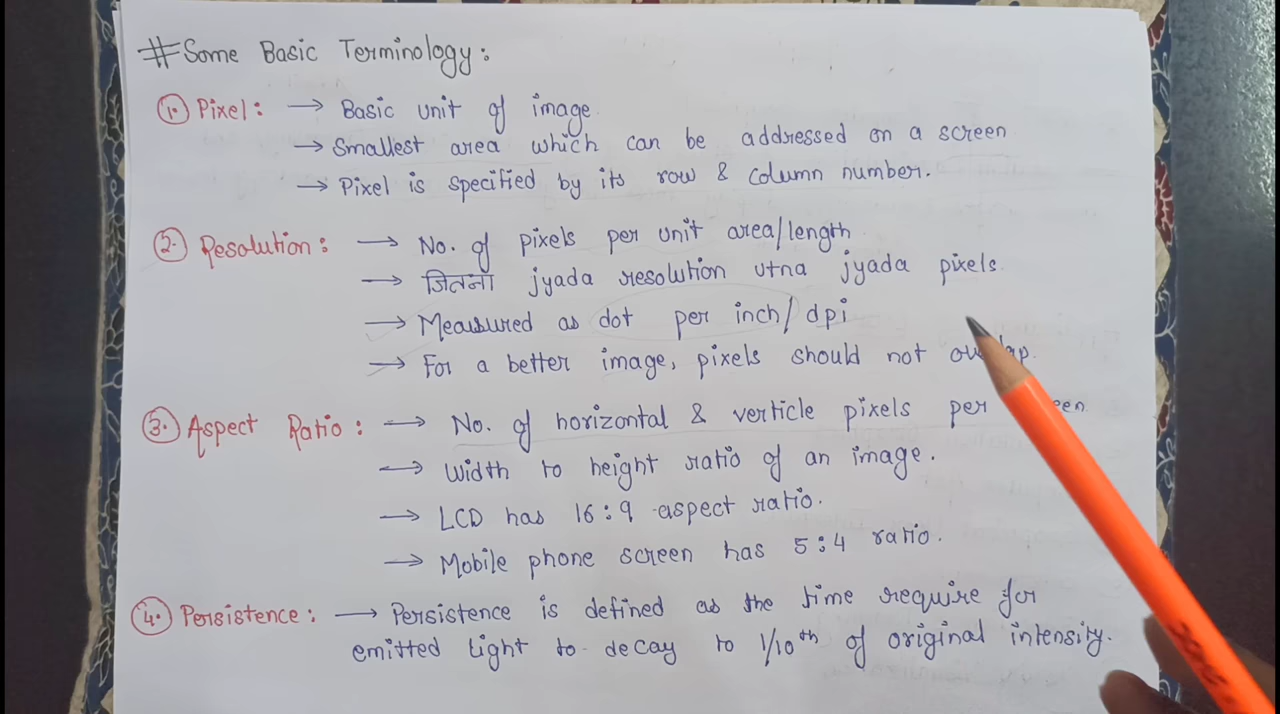 # Some Basic Terminology:
1. Pixel: → Basic unit of image
→ Smallest area which can be addressed on a screen
→ Pixel is specified by its row & column number.
2. Resolution: → No. of pixels per unit area/length
→ जितना jyada resolution utna jyada pixels.
→ Measured as dot per inch/dpi
→ For a better image, pixels should not
3. Aspect Ratio: → No. of horizontal & verticle pixels per
→ Width to height ratio of an image.
→ LCD has 16:9 aspect ratio.
→ Mobile phone screen has 5:4 ratio.
4. Persistence: → Persistence is defined as the time require for
emitted light to decay to 1/10th of original intensity.